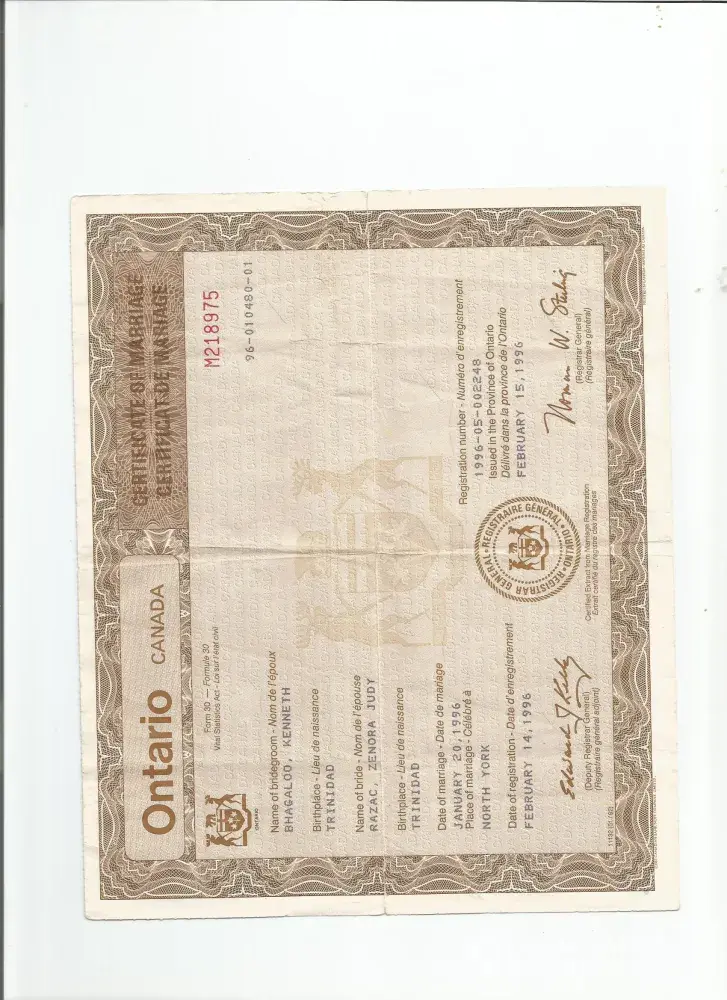 Ontario CANADA
CERTIFICATE OF MARRIAGE
CERTIFICAT DE MARIAGE
Form 30 — Formule 30
Vital Statistics Act - Loi sur l'état civil
M218975
96-010480-01
ONTARIO
Name of bridegroom - Nom de l'époux
BHAGALOO, KENNETH
Birthplace - Lieu de naissance
TRINIDAD
Name of bride - Nom de l'épouse
RAZAC, ZENORA JUDY
Birthplace - Lieu de naissance
TRINIDAD
Date of marriage - Date de mariage
JANUARY 20,1996
Place of marriage - Célébré à
NORTH YORK
Date of registration - Date d'enregistrement
FEBRUARY 14,1996
Registration number - Numéro d'enregistrement
1996-05-002248
Issued in the Province of Ontario
Délivré dans la province de l'Ontario
FEBRUARY 15,1996
REGISTRAR GENERAL • REGISTRAIRE GÉNÉRAL • ONTARIO •
Norman W. Sterling
(Registrar General)
(Registraire général)
(Deputy Registrar General)
(Registraire général adjoint)
Certified Extract from Marriage Registration
Extrait certifié du registre des mariages